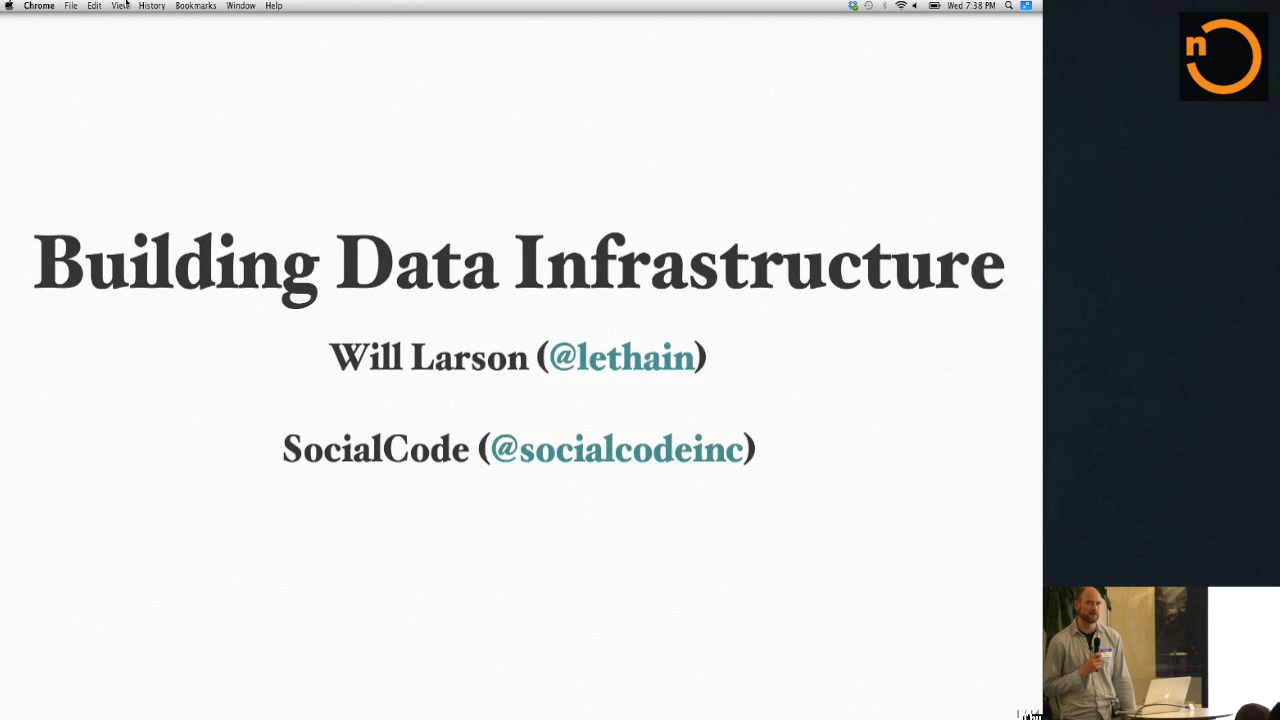 Chrome File Edit View History Bookmarks Window Help Wed 7:38 PM
n
Building Data Infrastructure
Will Larson (@lethain)
SocialCode (@socialcodeinc)